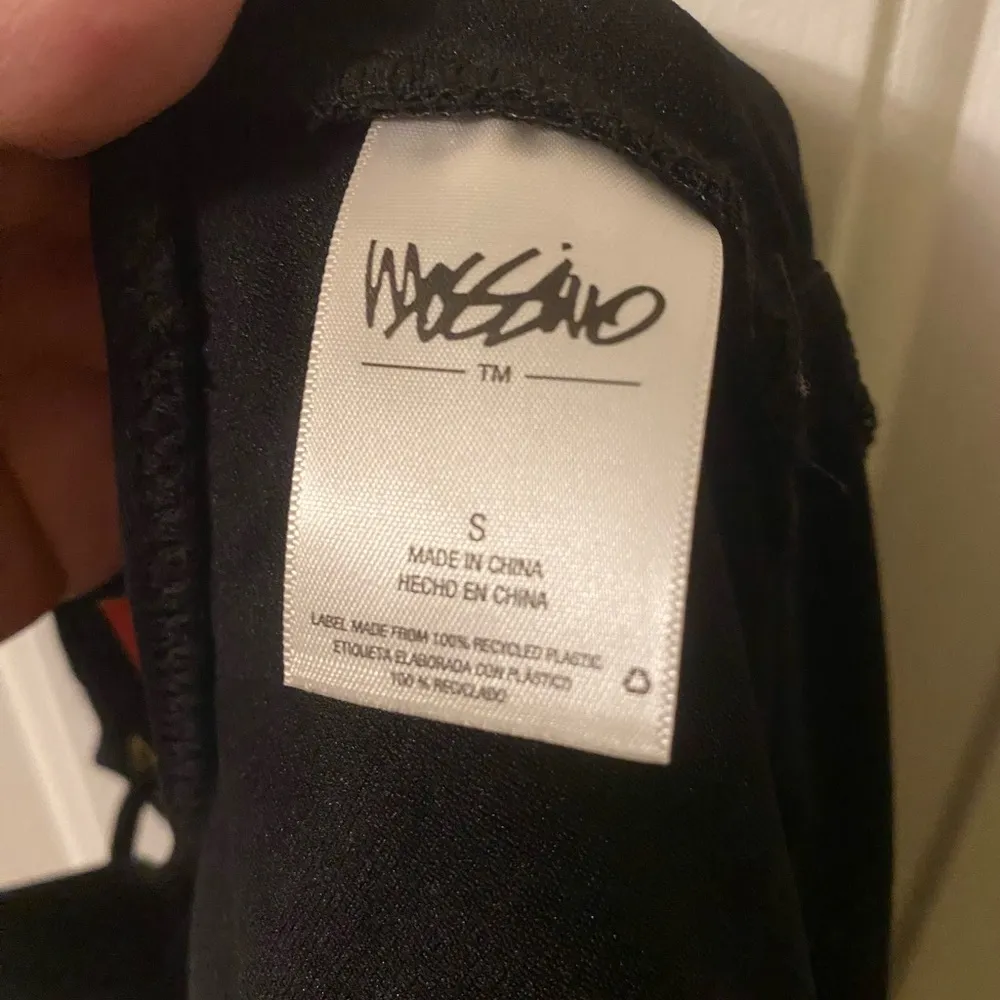 Mossimo
TM
S
MADE IN CHINA
HECHO EN CHINA
LABEL MADE FROM 100% RECYCLED PLASTIC
ETIQUETA ELABORADA CON PLÁSTICO
100 % RECICLADO